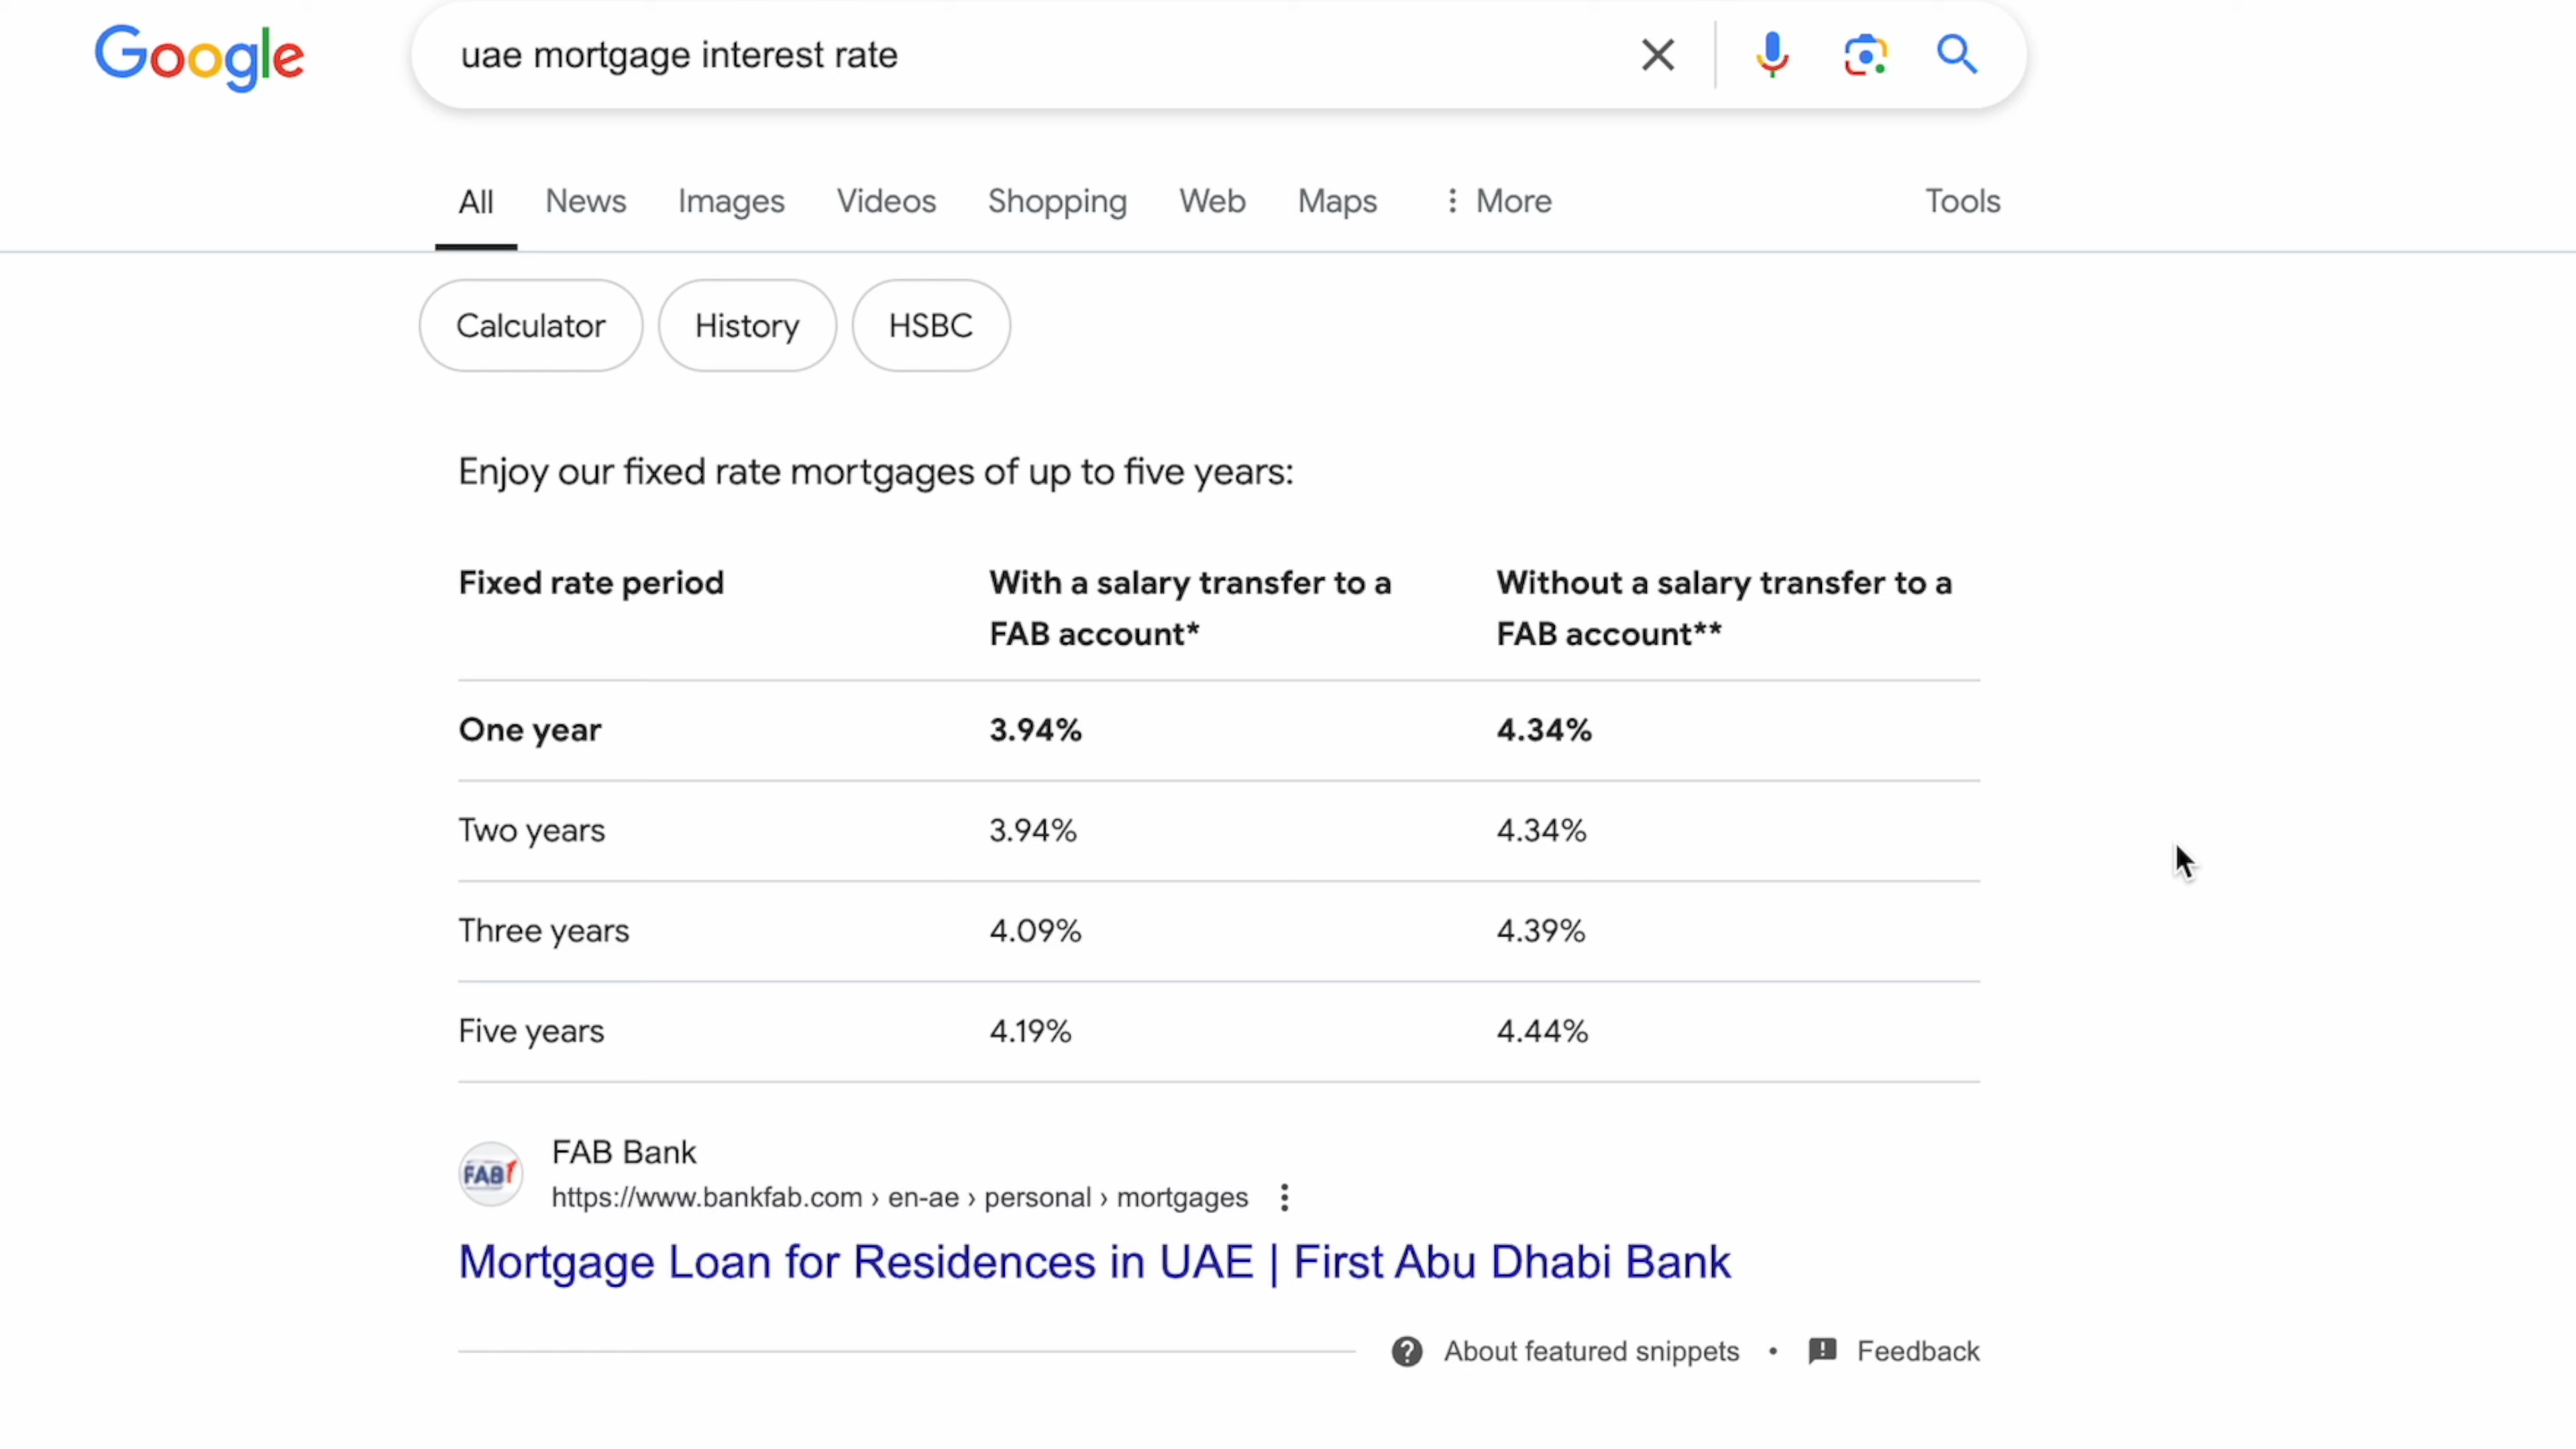 Google
uae mortgage interest rate
All News Images Videos Shopping Web Maps More Tools
Calculator History HSBC
Enjoy our fixed rate mortgages of up to five years:
Fixed rate period
With a salary transfer to a
FAB account*
Without a salary transfer to a
FAB account**
One year 3.94% 4.34%
Two years 3.94% 4.34%
Three years 4.09% 4.39%
Five years 4.19% 4.44%
FAB
FAB Bank
https://www.bankfab.com › en-ae › personal › mortgages
Mortgage Loan for Residences in UAE | First Abu Dhabi Bank
About featured snippets • Feedback